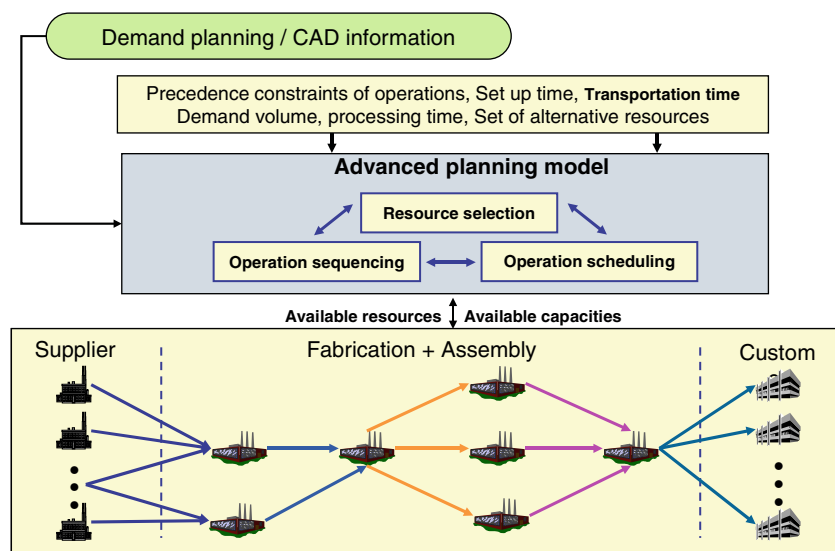 Demand planning / CAD information
Precedence constraints of operations, Set up time, Transportation time
Demand volume, processing time, Set of alternative resources
Advanced planning model
Resource selection
Operation sequencing
Operation scheduling
Available resources
Available capacities
Supplier
Fabrication + Assembly
Custom